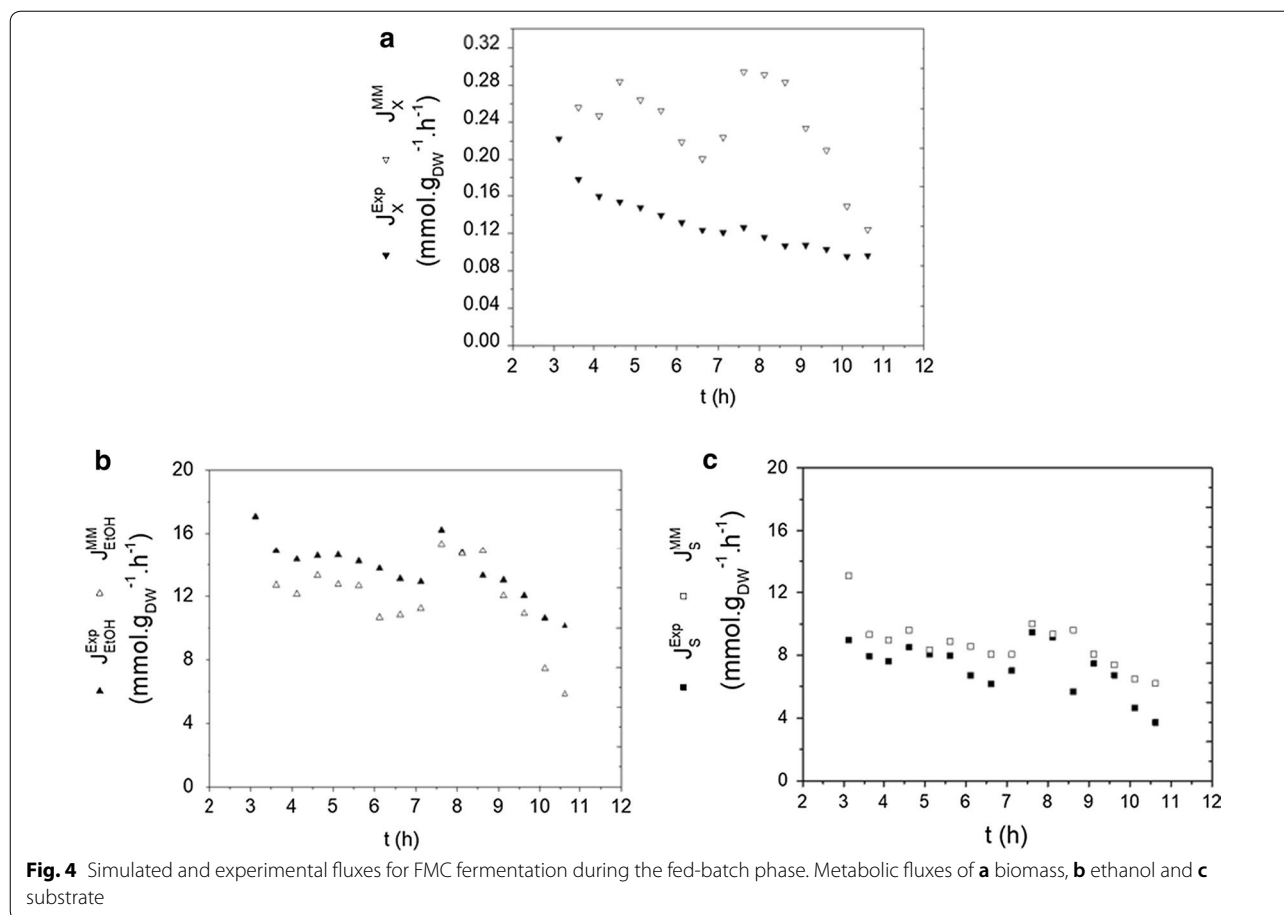 a
J_X^Exp ▼ J_X^MM ▽
(mmol.g_DW^-1.h^-1)
0.32
0.28
0.24
0.20
0.16
0.12
0.08
0.04
0.00
2 3 4 5 6 7 8 9 10 11 12
t (h)
b
J_EtOH^Exp ▲ J_EtOH^MM △
(mmol.g_DW^-1.h^-1)
20
16
12
8
4
0
2 3 4 5 6 7 8 9 10 11 12
t (h)
c
J_S^Exp ■ J_S^MM □
(mmol.g_DW^-1.h^-1)
20
16
12
8
4
0
2 3 4 5 6 7 8 9 10 11 12
t (h)
Fig. 4 Simulated and experimental fluxes for FMC fermentation during the fed-batch phase. Metabolic fluxes of a biomass, b ethanol and c
substrate